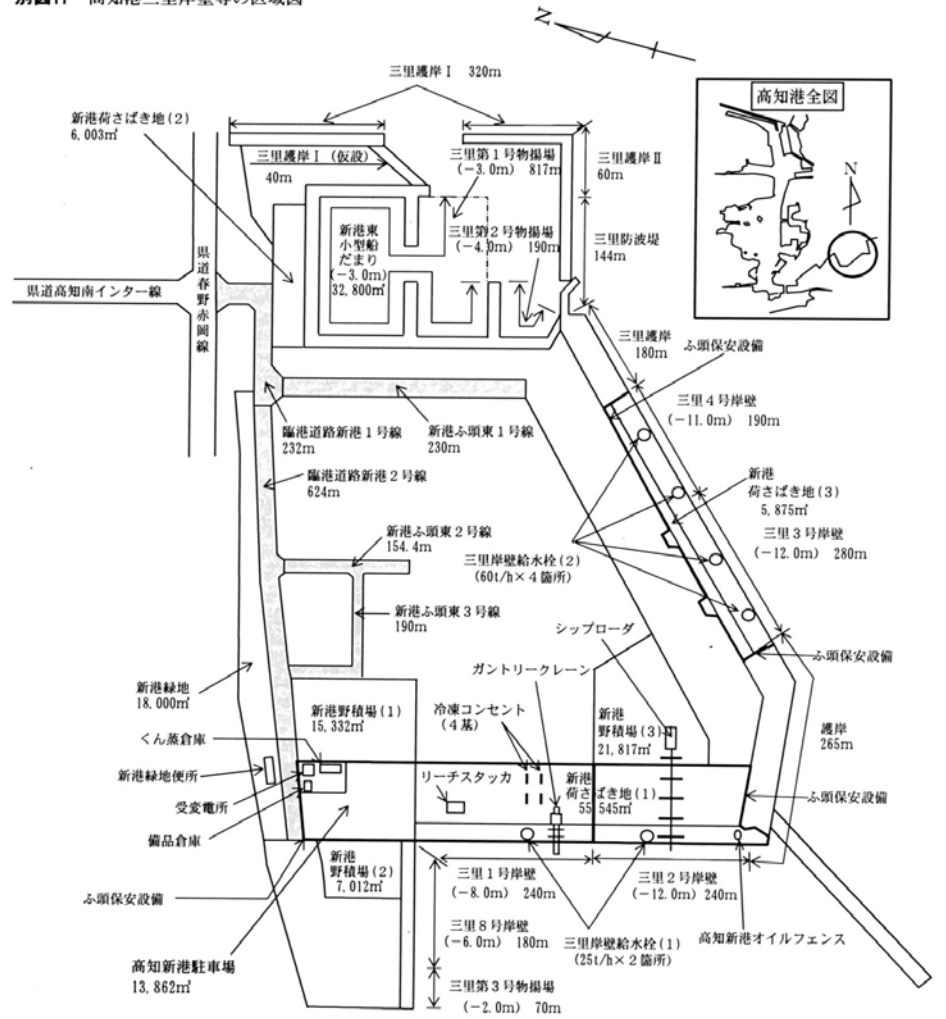 別図17 高知港三里岸壁等の区域図
N
三里護岸Ⅰ 320m
高知港全図
N
新港荷さばき地(2)
6,003㎡
三里護岸Ⅰ(仮設)
40m
三里第1号物揚場
(-3.0m) 817m
三里護岸Ⅱ
60m
新港東
小型船
だまり
(-3.0m)
32,800㎡
三里第2号物揚場
(-4.0m) 190m
三里防波堤
144m
県道高知南インター線
県道春野赤岡線
三里護岸
180m
ふ頭保安設備
三里4号岸壁
(-11.0m) 190m
臨港道路新港1号線
232m
新港ふ頭東1号線
230m
臨港道路新港2号線
624m
新港
荷さばき地(3)
5,875㎡
三里3号岸壁
(-12.0m) 280m
新港ふ頭東2号線
154.4m
三里岸壁給水栓(2)
(60t/h×4箇所)
新港ふ頭東3号線
190m
シップローダ
ふ頭保安設備
ガントリークレーン
新港緑地
18,000㎡
新港野積場(1)
15,332㎡
冷凍コンセント
(4基)
新港
野積場(3)
21,817㎡
護岸
265m
くん蒸倉庫
新港緑地便所
リーチスタッカ
新港
荷さばき地(1)
55,545㎡
受変電所
ふ頭保安設備
備品倉庫
新港
野積場(2)
7,012㎡
三里1号岸壁
(-8.0m) 240m
三里2号岸壁
(-12.0m) 240m
ふ頭保安設備
三里8号岸壁
(-6.0m) 180m
三里岸壁給水栓(1)
(25t/h×2箇所)
高知新港オイルフェンス
高知新港駐車場
13,862㎡
三里第3号物揚場
(-2.0m) 70m